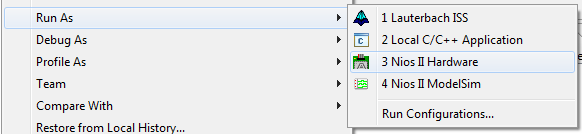 Run As
Debug As
Profile As
Team
Compare With
Restore from Local History...
1 Lauterbach ISS
2 Local C/C++ Application
3 Nios II Hardware
4 Nios II ModelSim
Run Configurations...